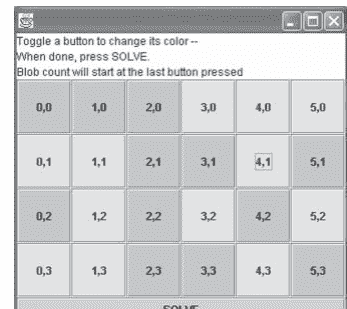 Toggle a button to change its color --
When done, press SOLVE.
Blob count will start at the last button pressed
0,0 1,0 2,0 3,0 4,0 5,0
0,1 1,1 2,1 3,1 4,1 5,1
0,2 1,2 2,2 3,2 4,2 5,2
0,3 1,3 2,3 3,3 4,3 5,3
SOLVE